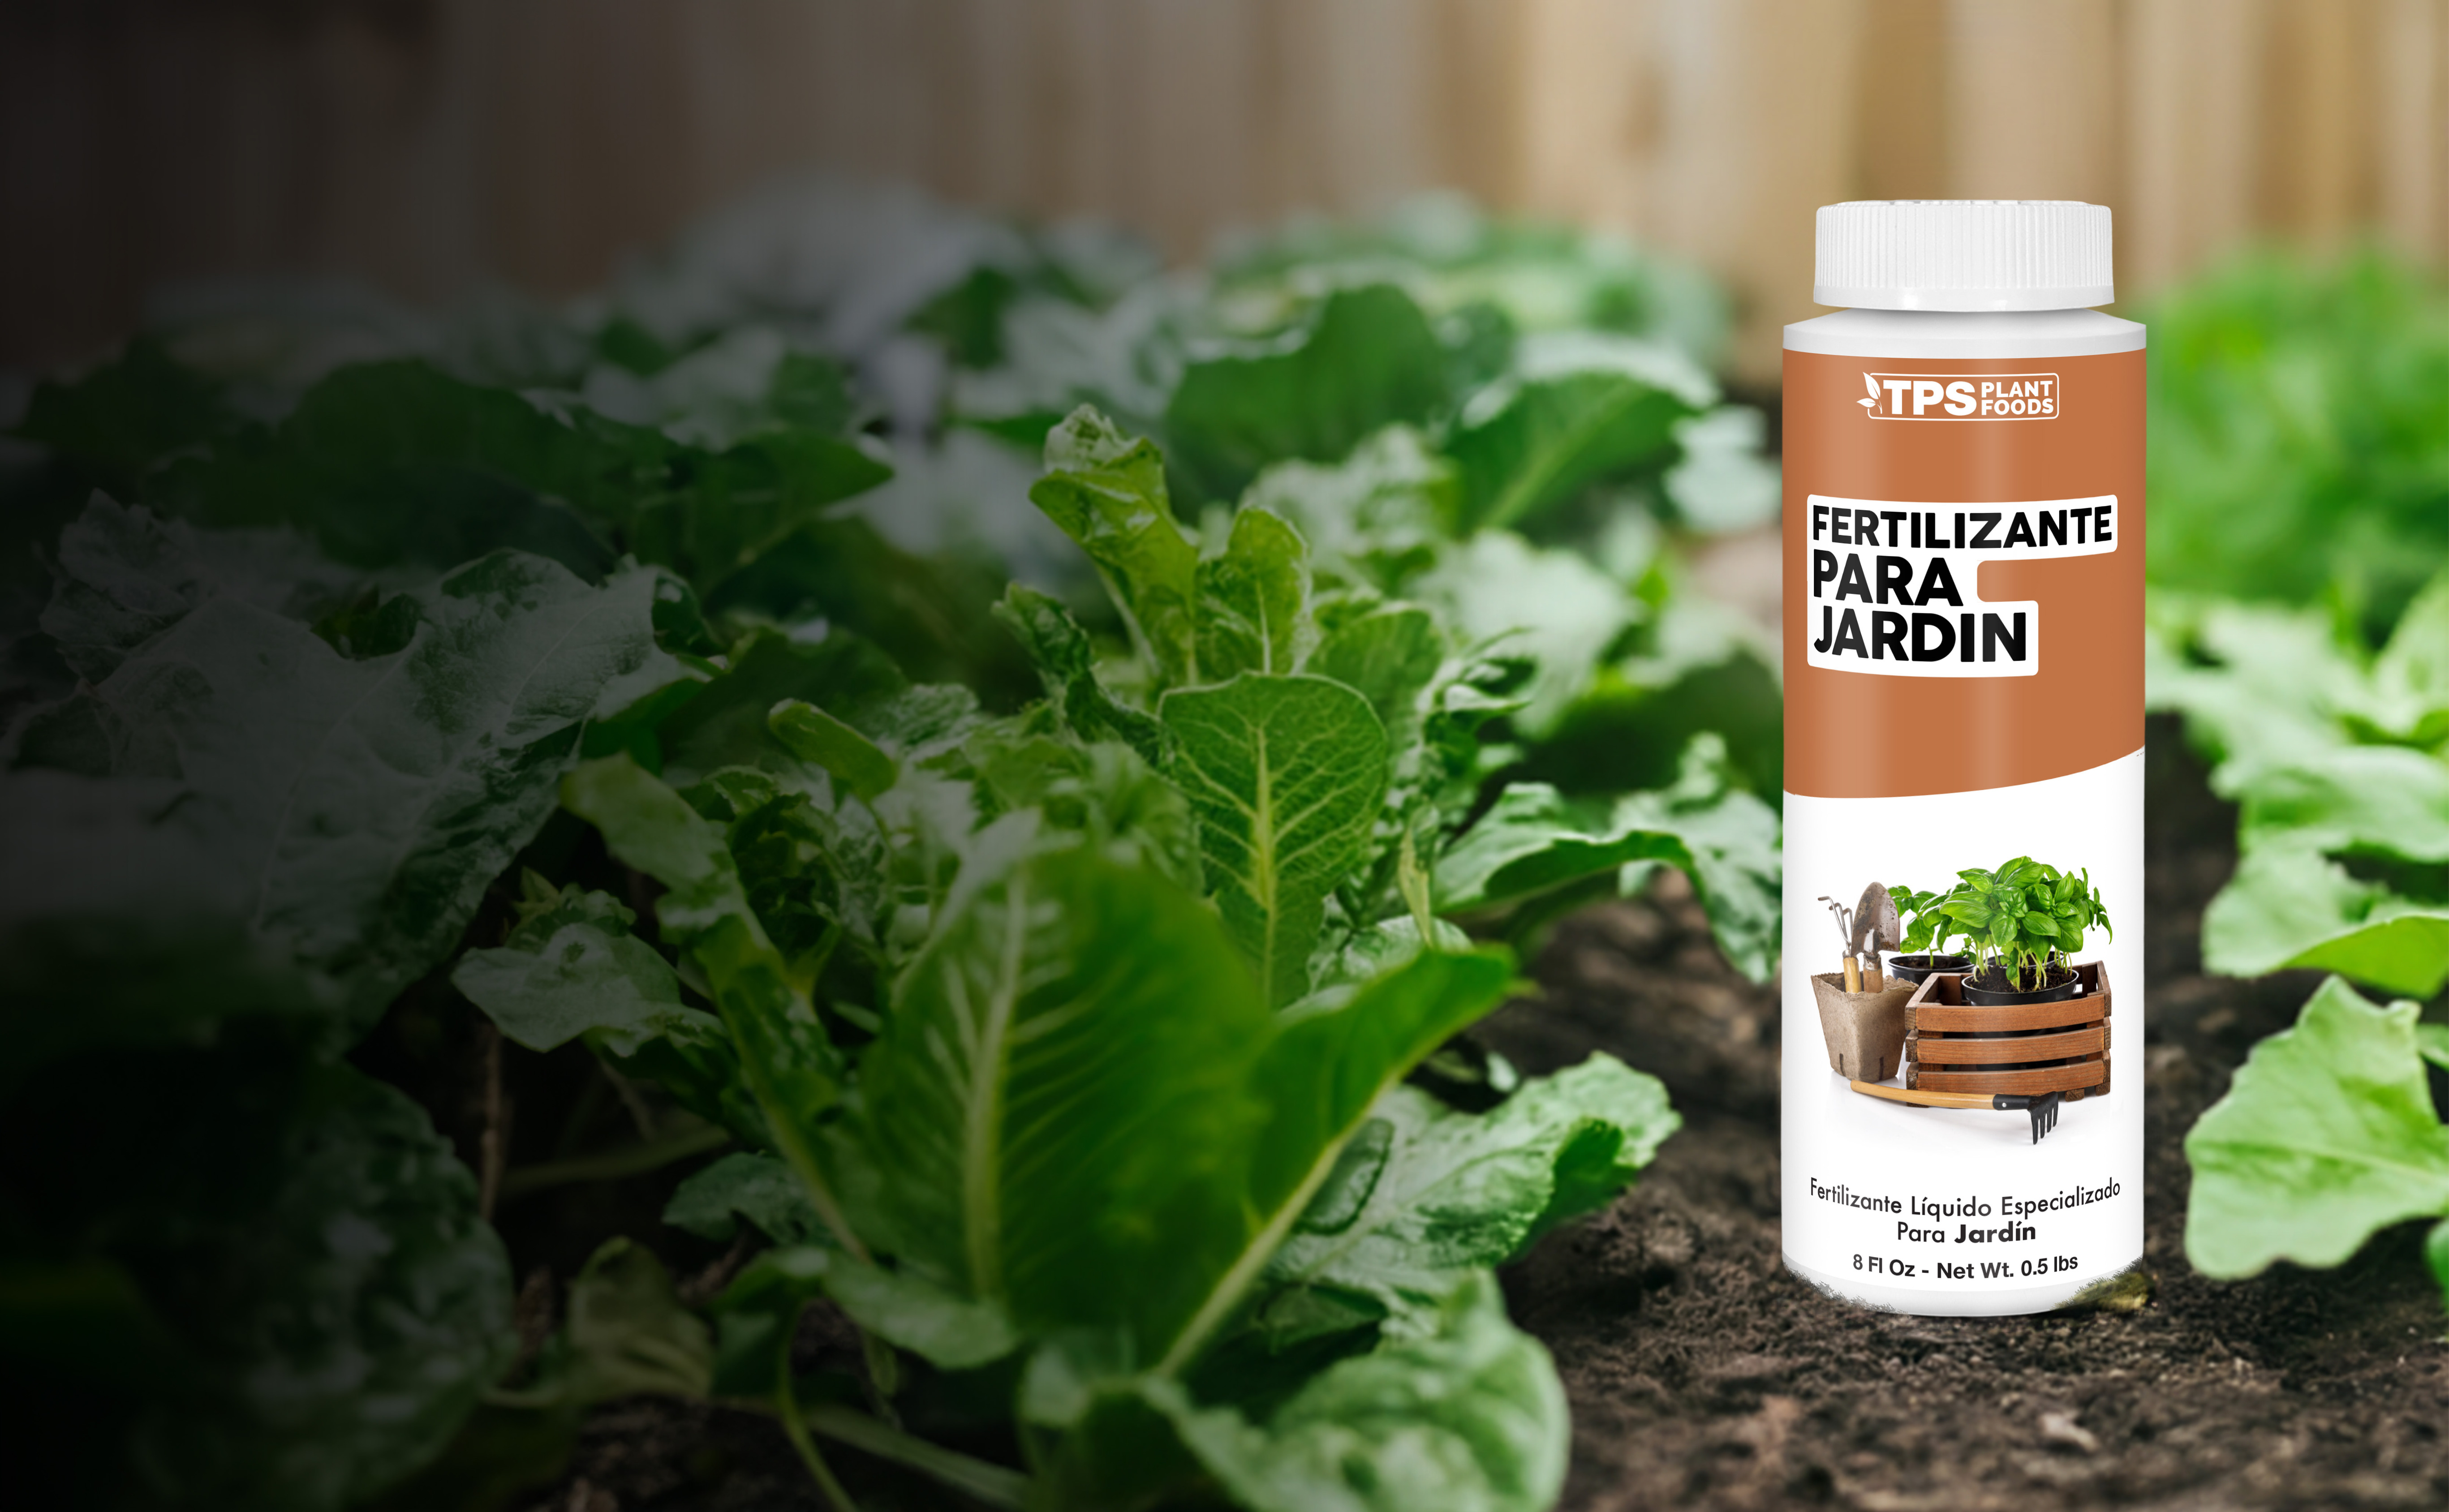 TPS PLANT FOODS
FERTILIZANTE
PARA
JARDIN
Fertilizante Líquido Especializado
Para Jardín
8 Fl Oz - Net Wt. 0.5 lbs